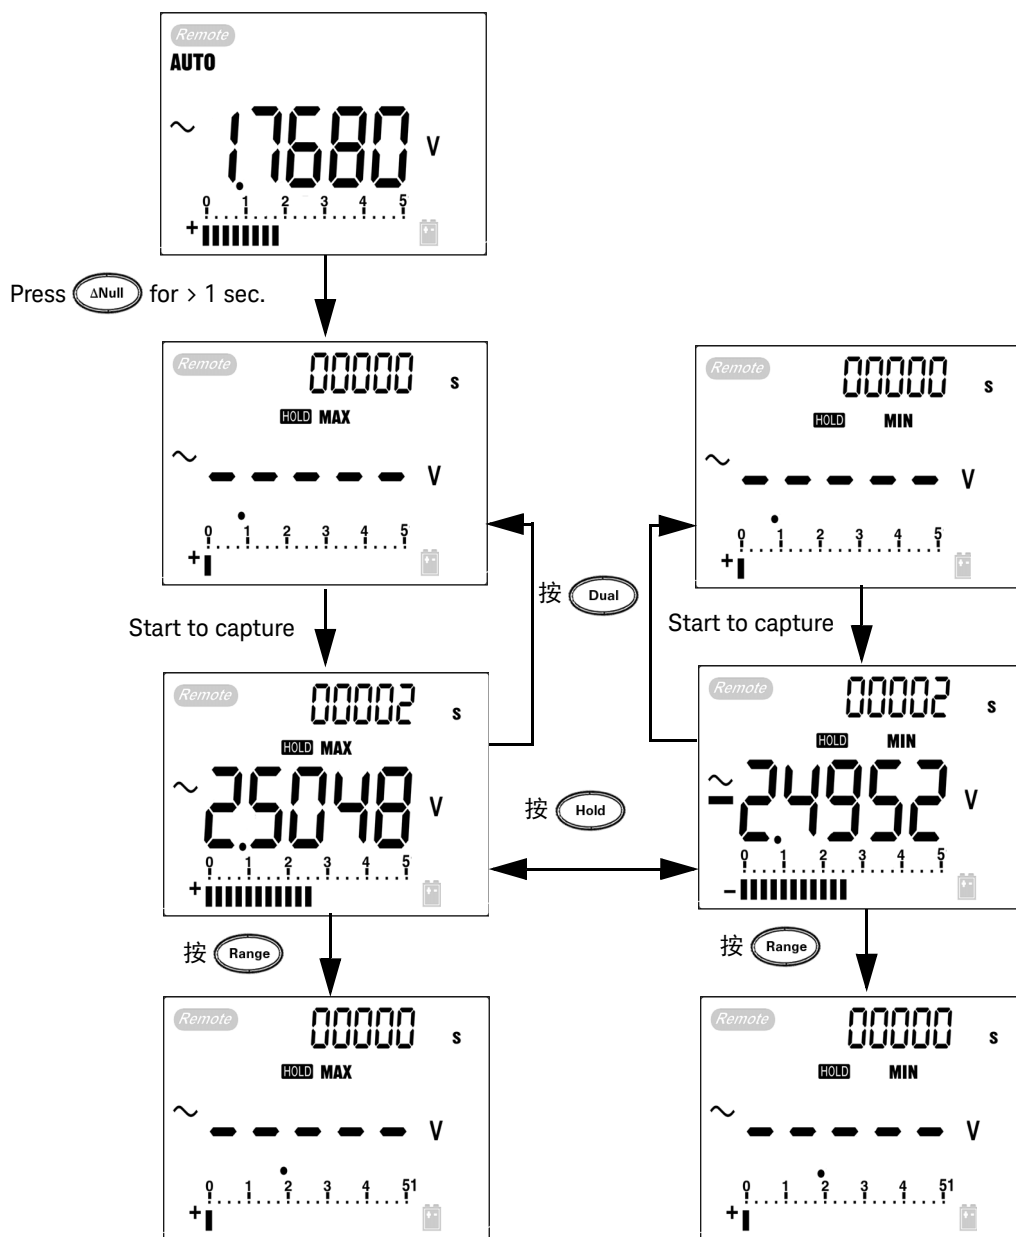 Remote
AUTO
~ 1.7680 V
0 1 2 3 4 5
+
Press ΔNull for > 1 sec.
Remote 00000 s
HOLD MAX
~ - - - - - V
.
0 1 2 3 4 5
+
Remote 00000 s
HOLD MIN
~ - - - - - V
.
0 1 2 3 4 5
+
按 Dual
Start to capture
Start to capture
Remote 00002 s
HOLD MAX
~ 2.5048 V
0 1 2 3 4 5
+
按 Hold
Remote 00002 s
HOLD MIN
~ -2.4952 V
0 1 2 3 4 5
–
按 Range
按 Range
Remote 00000 s
HOLD MAX
~ - - - - - V
.
0 1 2 3 4 51
+
Remote 00000 s
HOLD MIN
~ - - - - - V
.
0 1 2 3 4 51
+